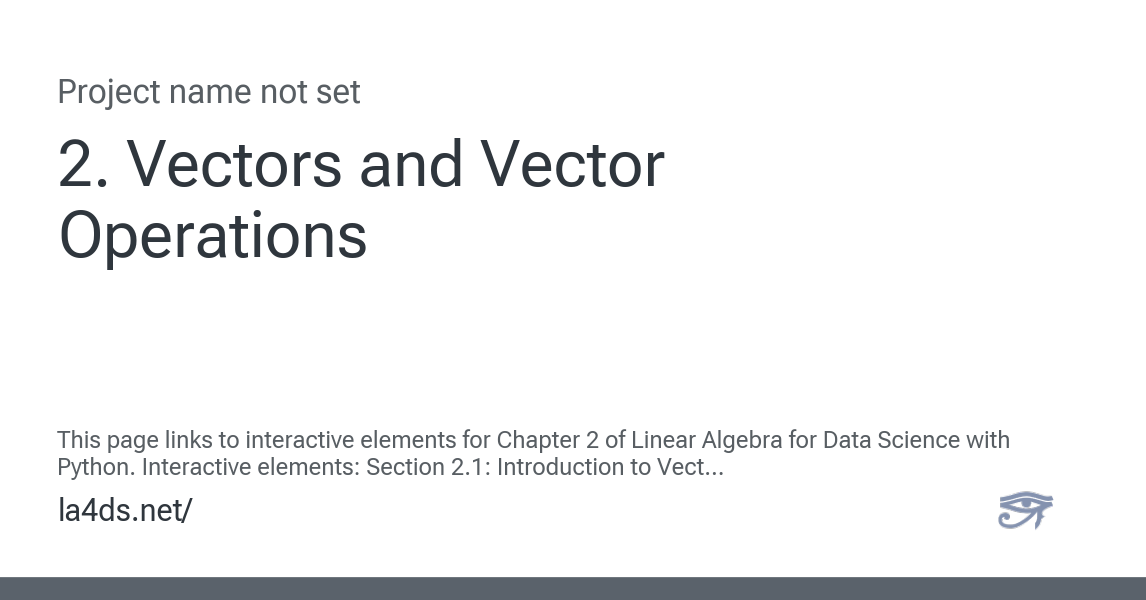 Project name not set
2. Vectors and Vector
Operations
This page links to interactive elements for Chapter 2 of Linear Algebra for Data Science with
Python. Interactive elements: Section 2.1: Introduction to Vect...
la4ds.net/